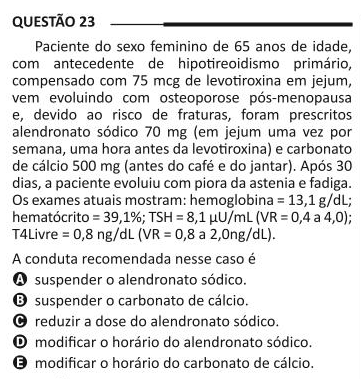 QUESTÃO 23
Paciente do sexo feminino de 65 anos de idade,
com antecedente de hipotireoidismo primário,
compensado com 75 mcg de levotiroxina em jejum,
vem evoluindo com osteoporose pós-menopausa
e, devido ao risco de fraturas, foram prescritos
alendronato sódico 70 mg (em jejum uma vez por
semana, uma hora antes da levotiroxina) e carbonato
de cálcio 500 mg (antes do café e do jantar). Após 30
dias, a paciente evoluiu com piora da astenia e fadiga.
Os exames atuais mostram: hemoglobina = 13,1 g/dL;
hematócrito = 39,1%; TSH = 8,1 µU/mL (VR = 0,4 a 4,0);
T4Livre = 0,8 ng/dL (VR = 0,8 a 2,0ng/dL).
A conduta recomendada nesse caso é
A suspender o alendronato sódico.
B suspender o carbonato de cálcio.
C reduzir a dose do alendronato sódico.
D modificar o horário do alendronato sódico.
E modificar o horário do carbonato de cálcio.